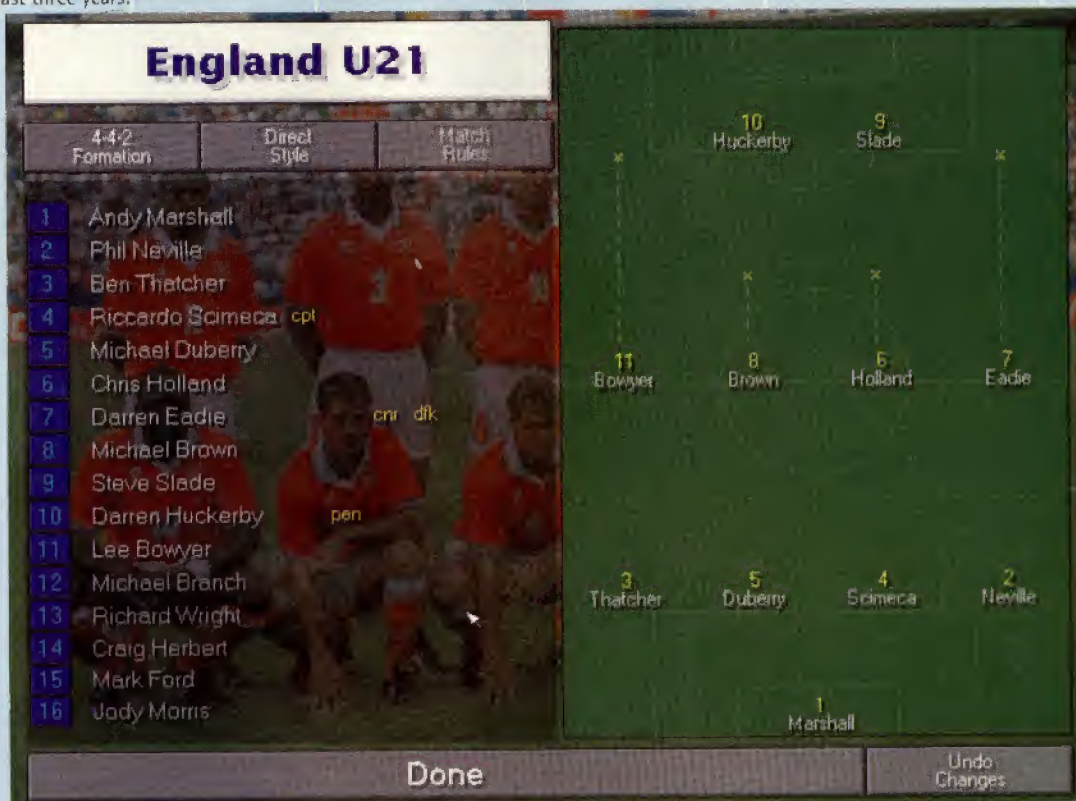 last three years.
England U21
4-4-2 Formation
Direct Style
Match Rules
1 Andy Marshall
2 Phil Neville
3 Ben Thatcher
4 Riccardo Scimeca cpt
5 Michael Duberry
6 Chris Holland
7 Darren Eadie cnr dfk
8 Michael Brown
9 Steve Slade
10 Darren Huckerby pen
11 Lee Bowyer
12 Michael Branch
13 Richard Wright
14 Craig Herbert
15 Mark Ford
16 Jody Morris
10 Huckerby
9 Slade
11 Bowyer
8 Brown
6 Holland
7 Eadie
3 Thatcher
5 Duberry
4 Scimeca
2 Neville
1 Marshall
Done
Undo Changes